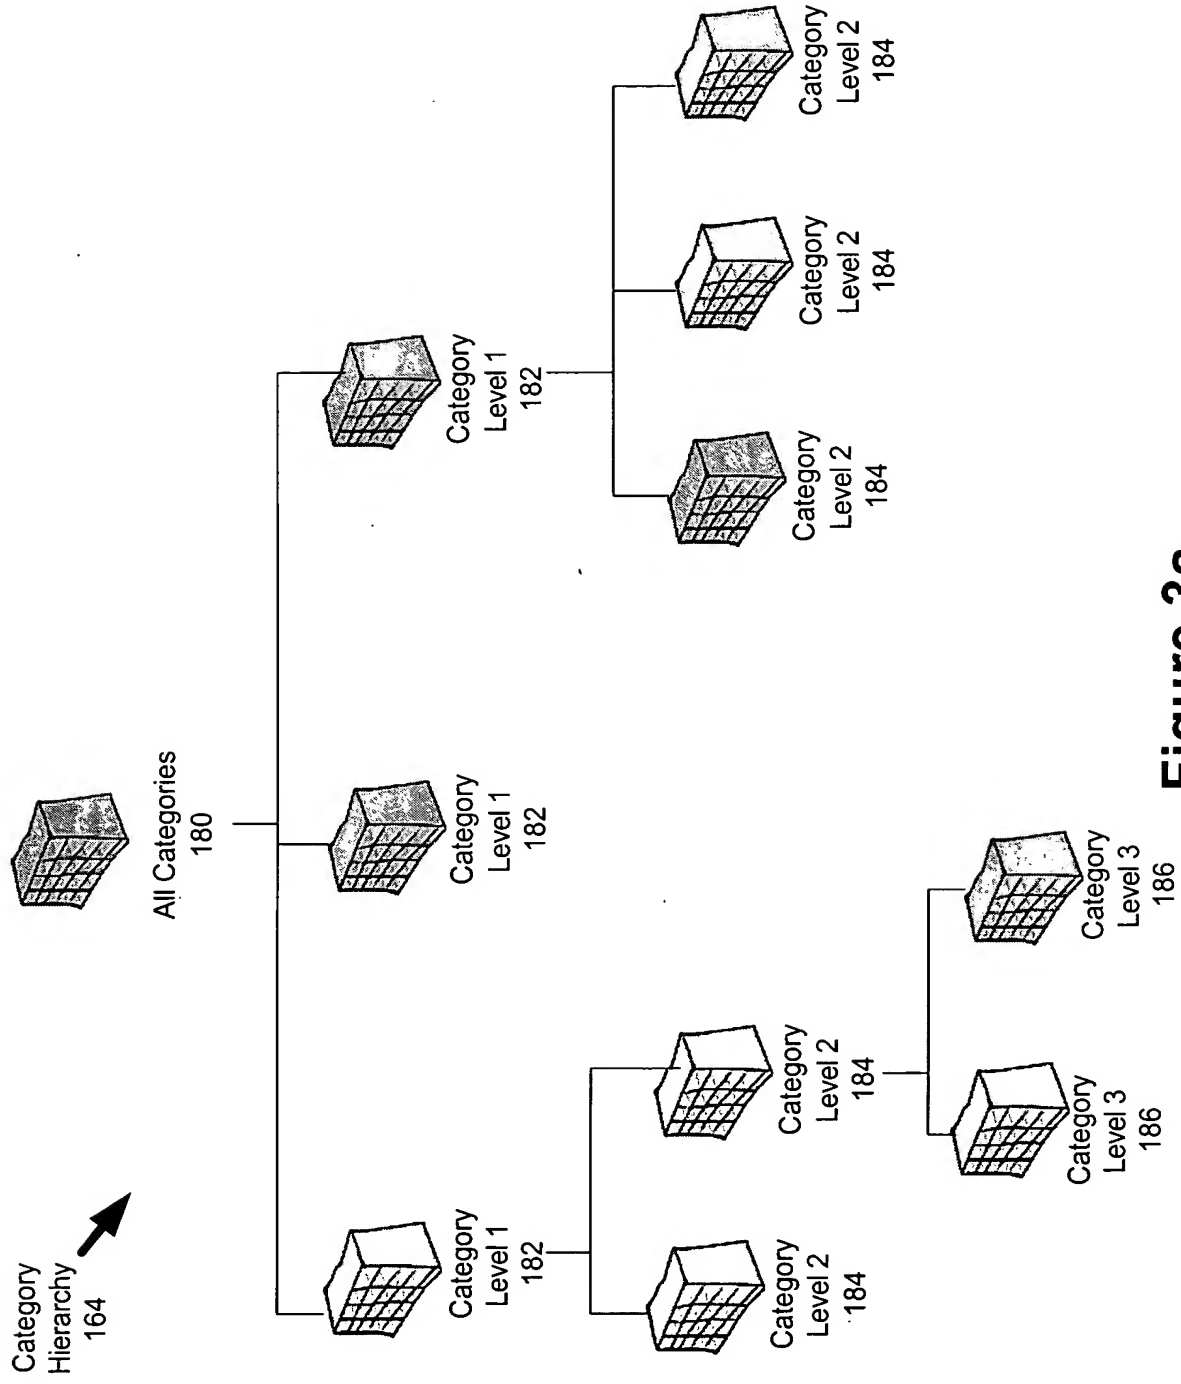 Category
Hierarchy
164
All Categories
180
Category
Level 1
182
Category
Level 1
182
Category
Level 1
182
Category
Level 2
184
Category
Level 2
184
Category
Level 2
184
Category
Level 2
184
Category
Level 2
184
Category
Level 3
186
Category
Level 3
186
Figure